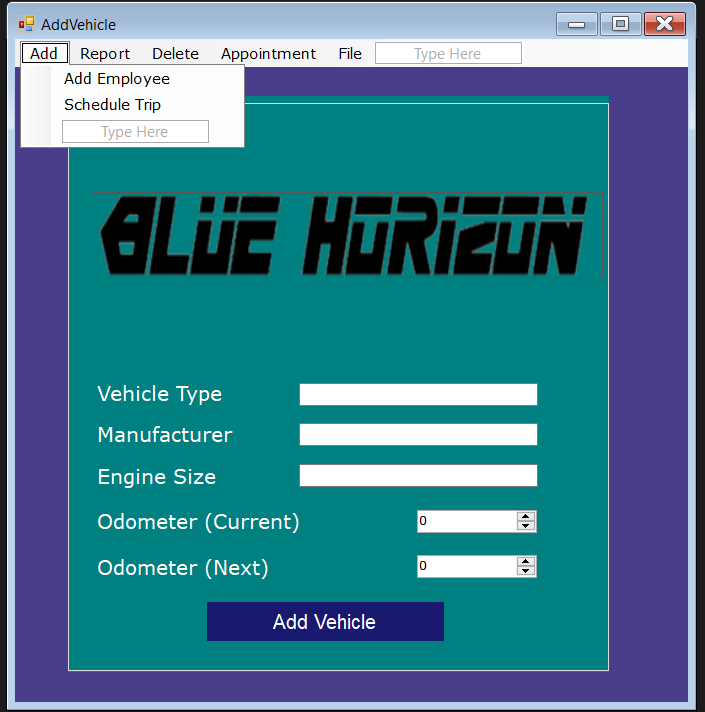 AddVehicle
Add Report Delete Appointment File Type Here
Add Employee
Schedule Trip
Type Here
BLUE HORIZON
Vehicle Type
Manufacturer
Engine Size
Odometer (Current) 0
Odometer (Next) 0
Add Vehicle